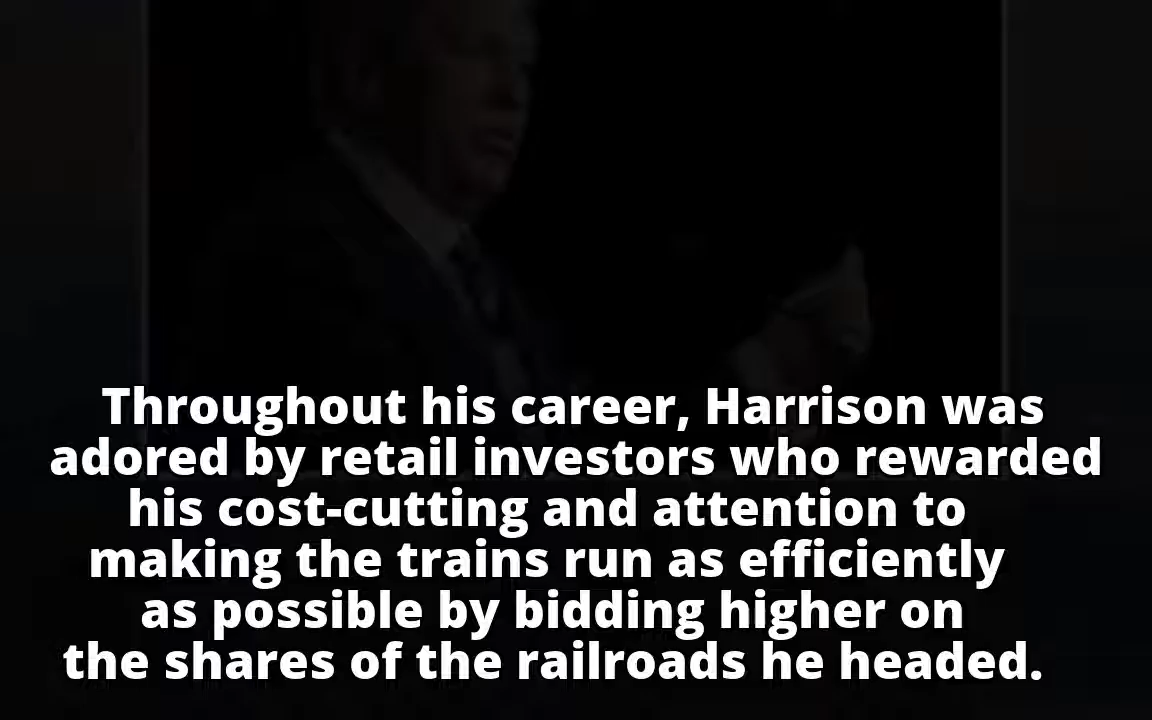 Throughout his career, Harrison was
adored by retail investors who rewarded
his cost-cutting and attention to
making the trains run as efficiently
as possible by bidding higher on
the shares of the railroads he headed.